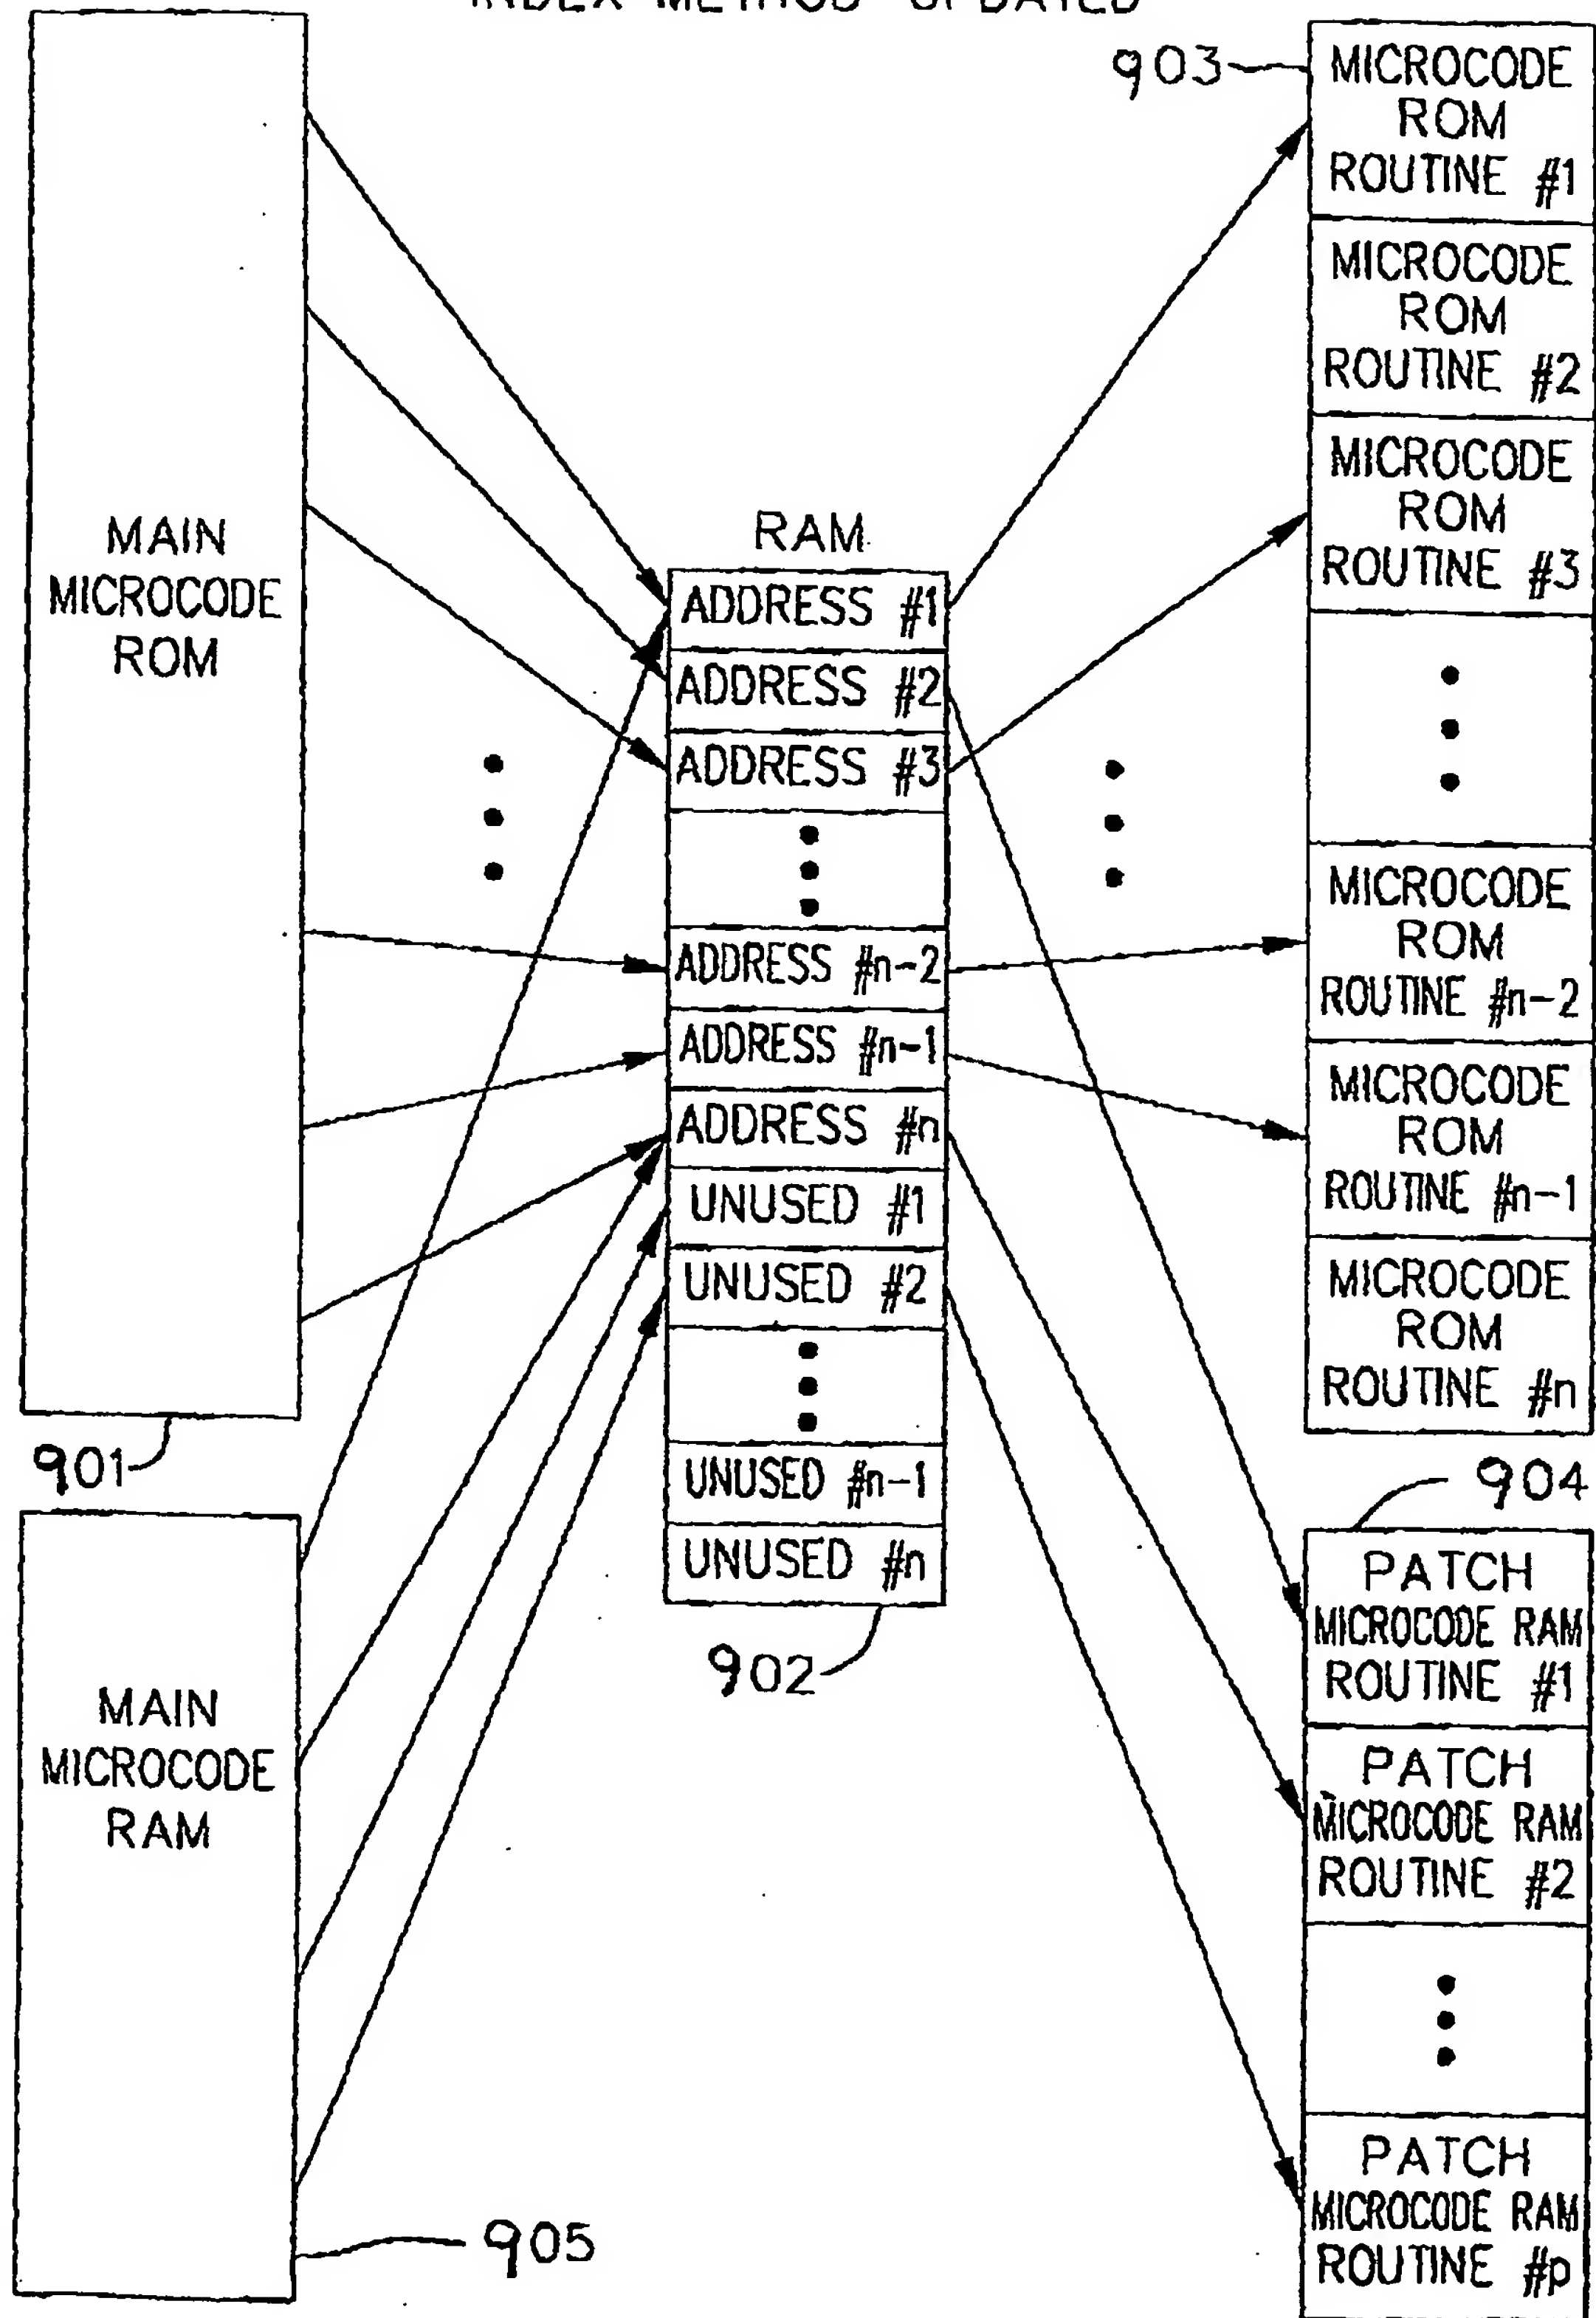 INDEX METHOD UPDATED
903
MICROCODE
ROM
ROUTINE #1
MICROCODE
ROM
ROUTINE #2
MICROCODE
ROM
ROUTINE #3
MICROCODE
ROM
ROUTINE #n-2
MICROCODE
ROM
ROUTINE #n-1
MICROCODE
ROM
ROUTINE #n
MAIN
MICROCODE
ROM
901
RAM
ADDRESS #1
ADDRESS #2
ADDRESS #3
ADDRESS #n-2
ADDRESS #n-1
ADDRESS #n
UNUSED #1
UNUSED #2
UNUSED #n-1
UNUSED #n
902
MAIN
MICROCODE
RAM
905
904
PATCH
MICROCODE RAM
ROUTINE #1
PATCH
MICROCODE RAM
ROUTINE #2
PATCH
MICROCODE RAM
ROUTINE #p